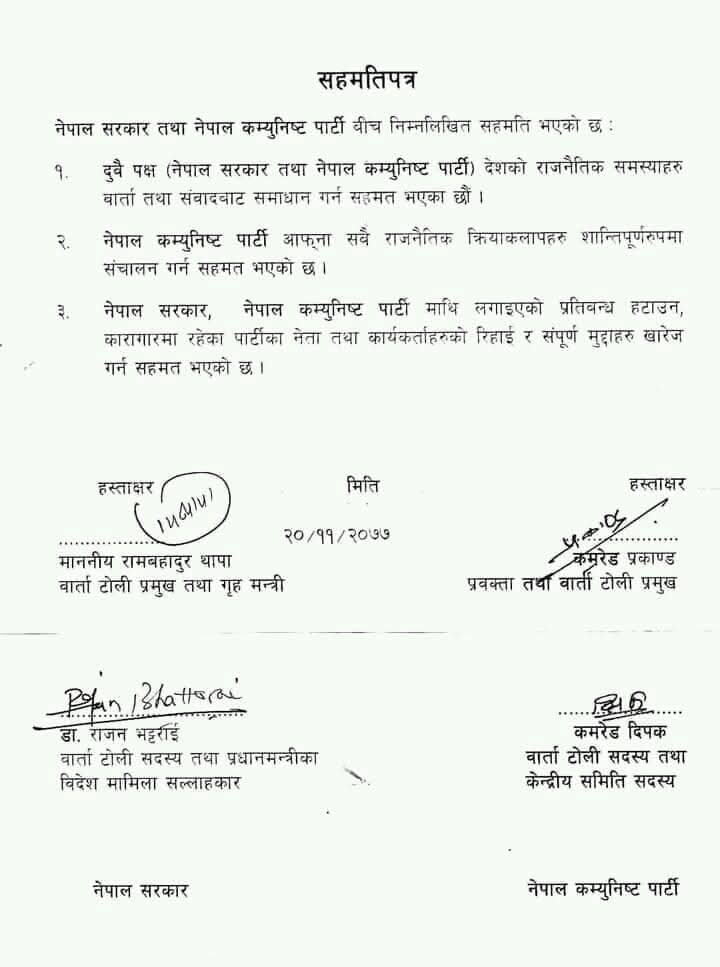 सहमतिपत्र
नेपाल सरकार तथा नेपाल कम्युनिष्ट पार्टी वीच निम्नलिखित सहमति भएको छ :
१. दुवै पक्ष (नेपाल सरकार तथा नेपाल कम्युनिष्ट पार्टी) देशको राजनैतिक समस्याहरु
वार्ता तथा संवादबाट समाधान गर्न सहमत भएका छौं ।
२. नेपाल कम्युनिष्ट पार्टी आफ्ना सबै राजनैतिक क्रियाकलापहरु शान्तिपूर्णरुपमा
संचालन गर्न सहमत भएको छ ।
३. नेपाल सरकार, नेपाल कम्युनिष्ट पार्टी माथि लगाइएको प्रतिबन्ध हटाउन,
कारागारमा रहेका पार्टीका नेता तथा कार्यकर्ताहरुको रिहाई र संपूर्ण मुद्दाहरु खारेज
गर्न सहमत भएको छ ।
हस्ताक्षर मिति हस्ताक्षर
२०/११/२०७७
माननीय रामबहादुर थापा कमरेड प्रकाण्ड
वार्ता टोली प्रमुख तथा गृह मन्त्री प्रवक्ता तथा वार्ता टोली प्रमुख
Rajan Bhattarai
डा. राजन भट्टराई कमरेड दिपक
वार्ता टोली सदस्य तथा प्रधानमन्त्रीका वार्ता टोली सदस्य तथा
विदेश मामिला सल्लाहकार केन्द्रीय समिति सदस्य
नेपाल सरकार नेपाल कम्युनिष्ट पार्टी